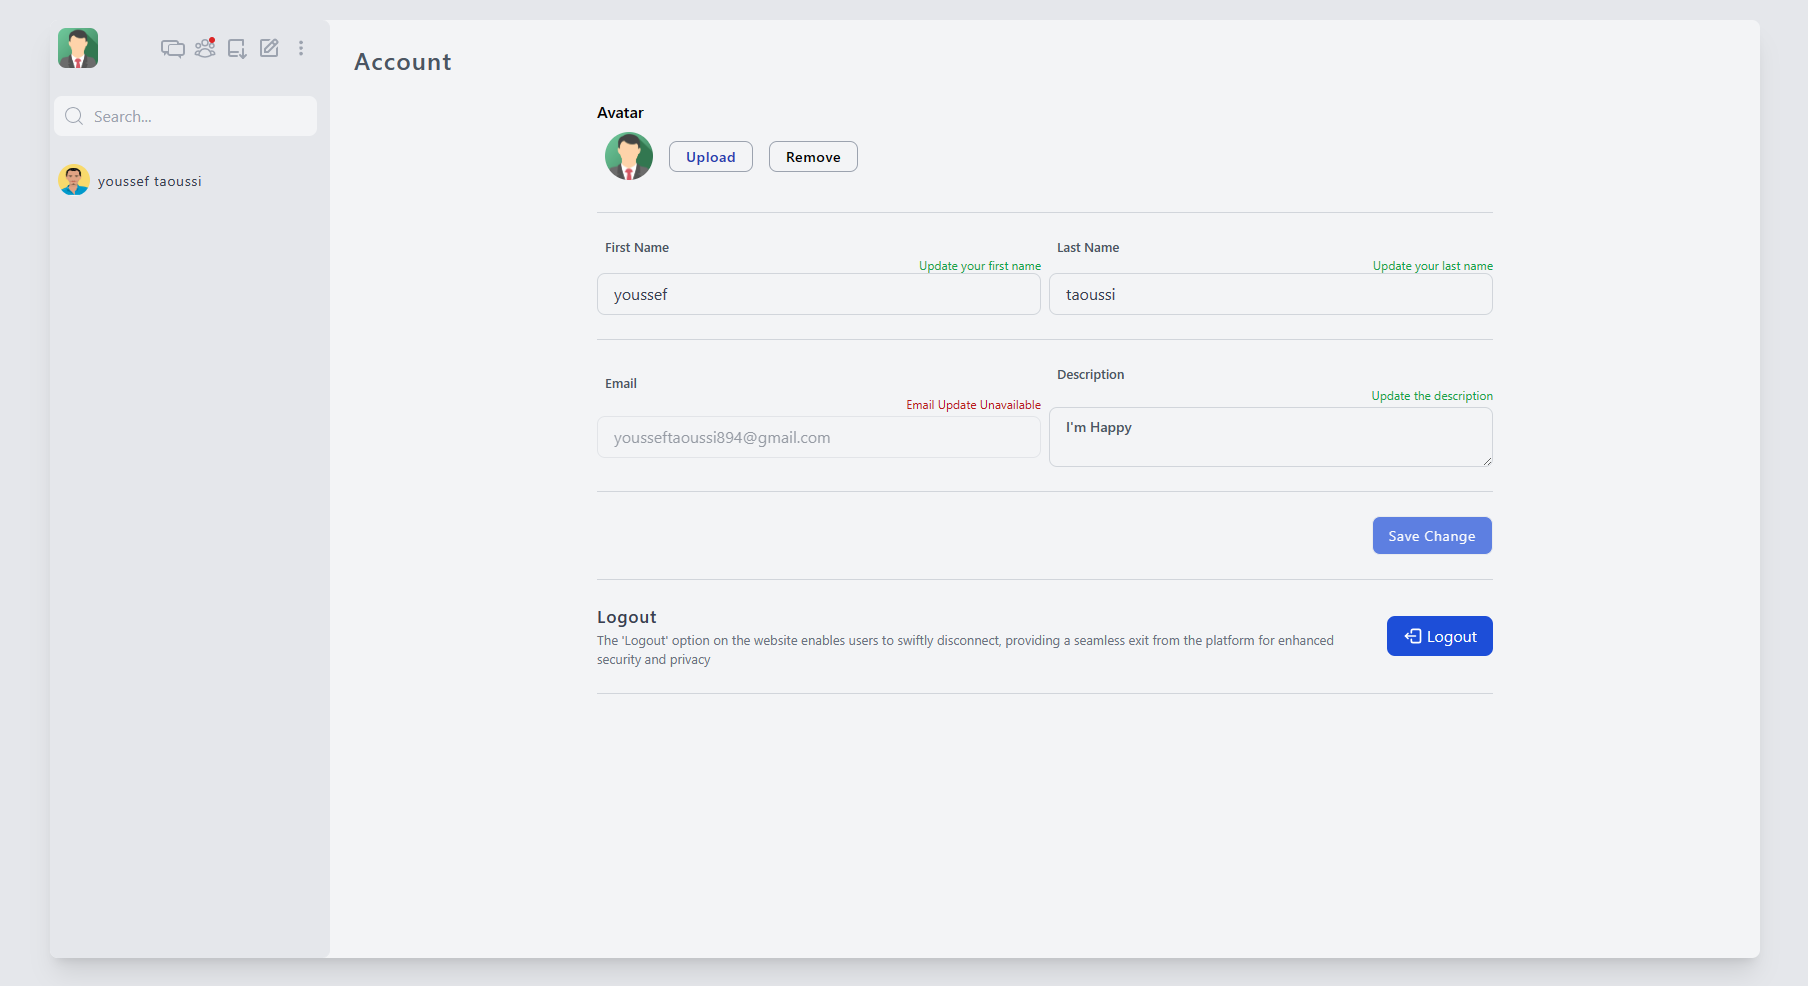 Account
Search...
youssef taoussi
Avatar
Upload
Remove
First Name
Last Name
Update your first name
Update your last name
youssef
taoussi
Email
Description
Email Update Unavailable
Update the description
yousseftaoussi894@gmail.com
I'm Happy
Save Change
Logout
The 'Logout' option on the website enables users to swiftly disconnect, providing a seamless exit from the platform for enhanced
security and privacy
Logout